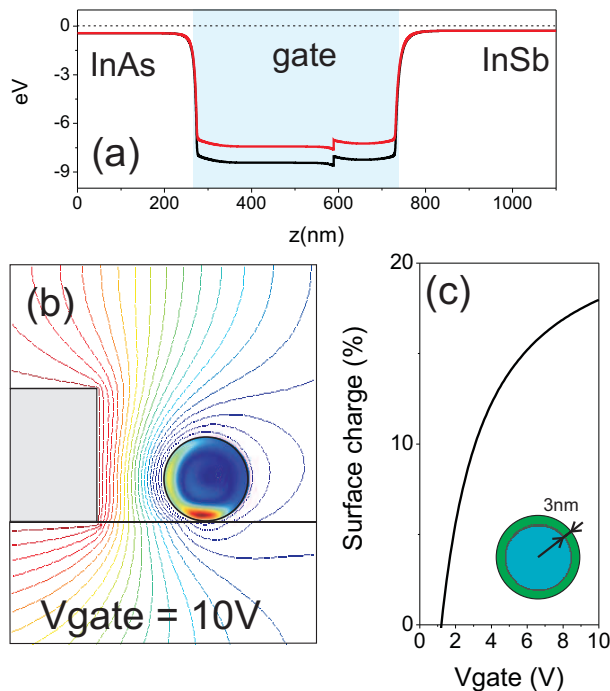 (a)
0
-3
-6
-9
eV
InAs
gate
InSb
0 200 400 600 800 1000
z(nm)
(b)
Vgate = 10V
(c)
20
10
0
Surface charge (%)
3nm
0 2 4 6 8 10
Vgate (V)